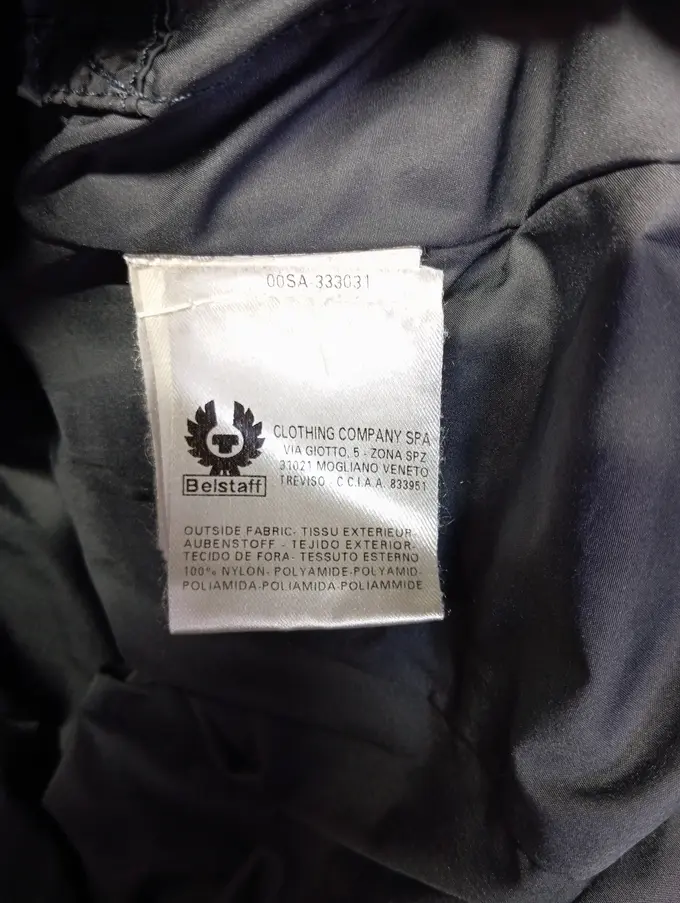 00SA 333031
CLOTHING COMPANY SPA
VIA GIOTTO, 5 - ZONA SPZ
31021 MOGLIANO VENETO
TREVISO - C.C.I.A.A. 833951
Belstaff
OUTSIDE FABRIC- TISSU EXTERIEUR
AUBENSTOFF - TEJIDO EXTERIOR-
TECIDO DE FORA- TESSUTO ESTERNO
100% NYLON- POLYAMIDE-POLYAMID-
POLIAMIDA-POLIAMIDA-POLIAMMIDE